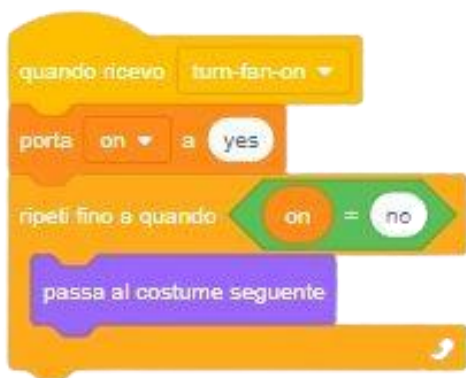 quando ricevo turn-fan-on
porta on a yes
ripeti fino a quando on = no
passa al costume seguente